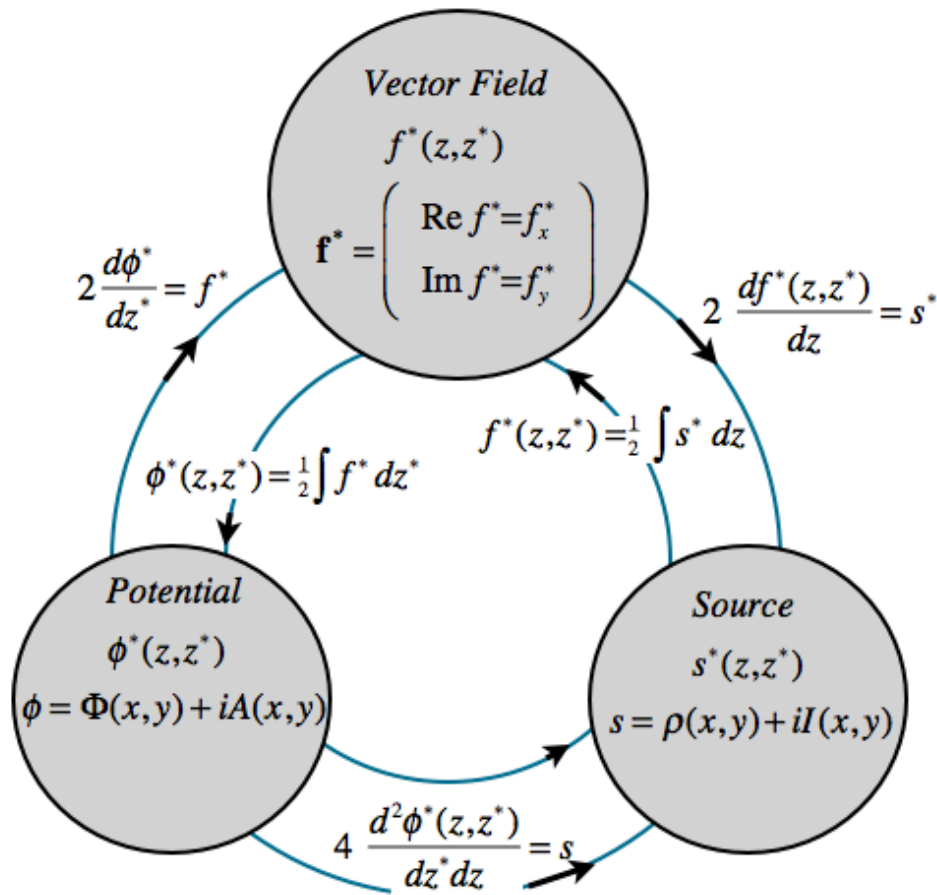 Vector Field
f*(z,z*)
f* = ( Re f*=f*ₓ
Im f*=f*ᵧ )
2 dϕ*/dz* = f*
2 df*(z,z*)/dz = s*
f*(z,z*)=½ ∫ s* dz
ϕ*(z,z*)=½∫ f* dz*
Potential
ϕ*(z,z*)
ϕ = Φ(x,y)+iA(x,y)
Source
s*(z,z*)
s = ρ(x,y)+iI(x,y)
4 d²ϕ*(z,z*)/dz*dz = s